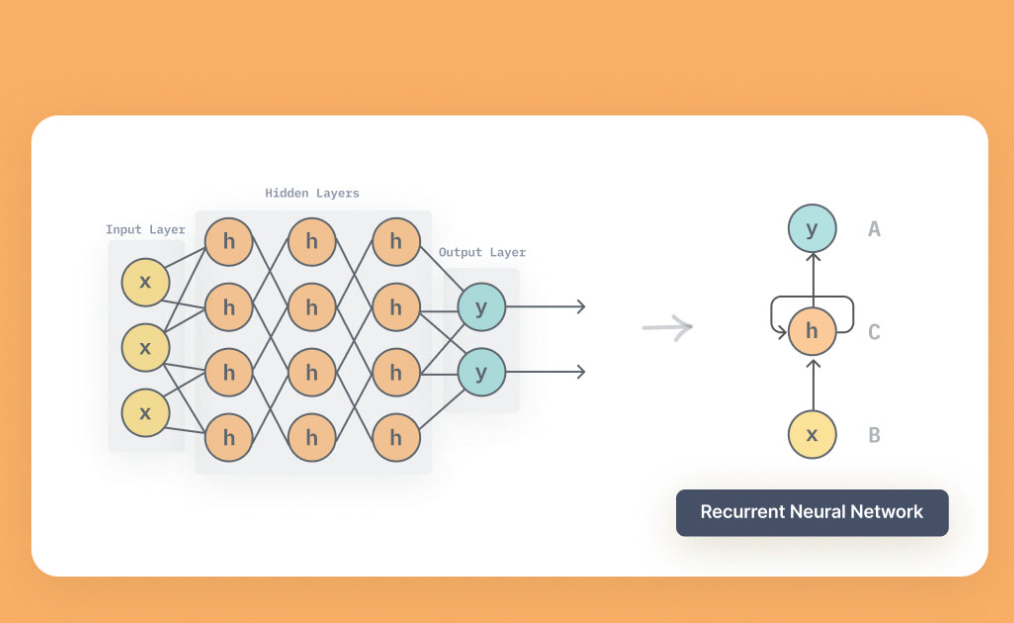 Hidden Layers
Input Layer
Output Layer
h h h
x
h h h
y
x
h h h
y
x
h h h
y A
h C
x B
Recurrent Neural Network